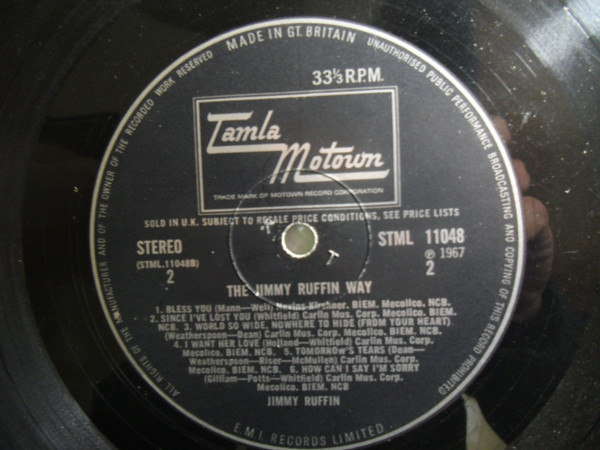 MADE IN GT. BRITAIN
UNAUTHORISED PUBLIC PERFORMANCE BROADCASTING AND COPYING OF THIS RECORD PROHIBITED
ALL RIGHTS OF THE MANUFACTURER AND OF THE OWNER OF THE RECORDED WORK RESERVED
33⅓ R.P.M.
Tamla
Motown
TRADE MARK OF MOTOWN RECORD CORPORATION
SOLD IN U.K. SUBJECT TO RESALE PRICE CONDITIONS, SEE PRICE LISTS
STEREO
(STML.11048B)
2
STML 11048
℗ 1967
2
THE JIMMY RUFFIN WAY
1. BLESS YOU (Mann—Weil) Nevins-Kirshner. BIEM. Mecolico. NCB.
2. SINCE I'VE LOST YOU (Whitfield) Carlin Mus. Corp. Mecolico. BIEM.
NCB. 3. WORLD SO WIDE, NOWHERE TO HIDE (FROM YOUR HEART)
(Weatherspoon—Dean) Carlin Mus. Corp. Mecolico. BIEM. NCB.
4. I WANT HER LOVE (Holland—Whitfield) Carlin Mus. Corp.
Mecolico. BIEM. NCB. 5. TOMORROW'S TEARS (Dean—
Weatherspoon—Riser—McMullen) Carlin Mus. Corp.
Mecolico. BIEM. NCB. 6. HOW CAN I SAY I'M SORRY
(Gilliam—Potts—Whitfield) Carlin Mus. Corp.
Mecolico. BIEM. NCB
JIMMY RUFFIN
E.M.I. RECORDS LIMITED